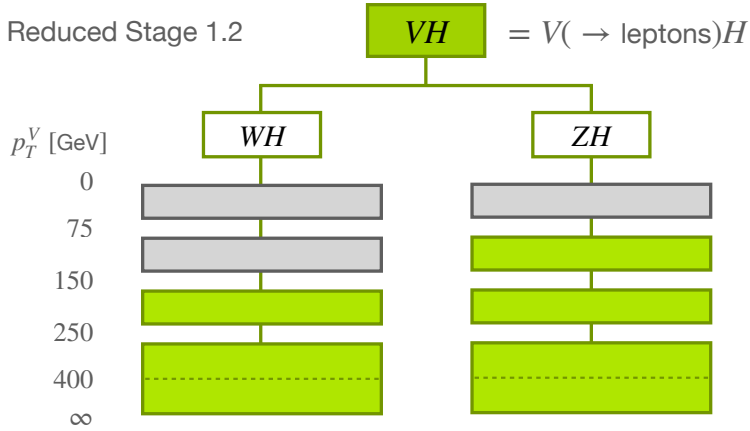 Reduced Stage 1.2
VH
= V( → leptons)H
WH
ZH
p_T^V [GeV]
0
75
150
250
400
∞